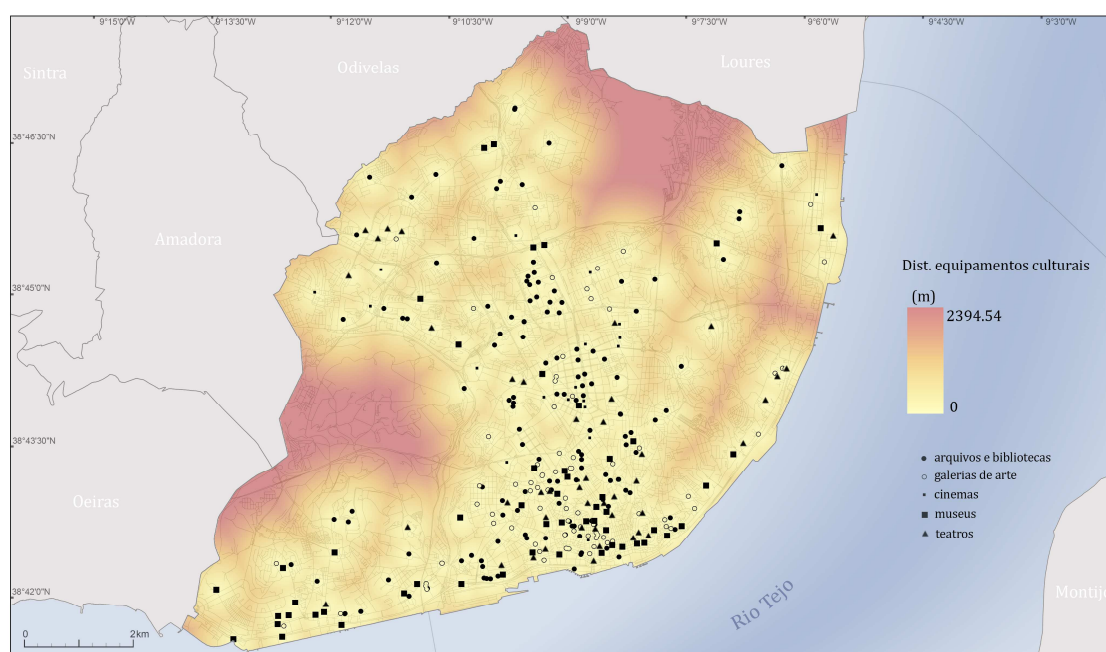 9°15'0"W
9°13'30"W
9°12'0"W
9°10'30"W
9°9'0"W
9°7'30"W
9°6'0"W
9°4'30"W
9°3'0"W
Sintra
Odivelas
Loures
38°46'30"N
Amadora
Dist. equipamentos culturais
38°45'0"N
(m)
2394.54
0
38°43'30"N
arquivos e bibliotecas
galerias de arte
cinemas
museus
teatros
Oeiras
38°42'0"N
Rio Tejo
Montijo
0 2km